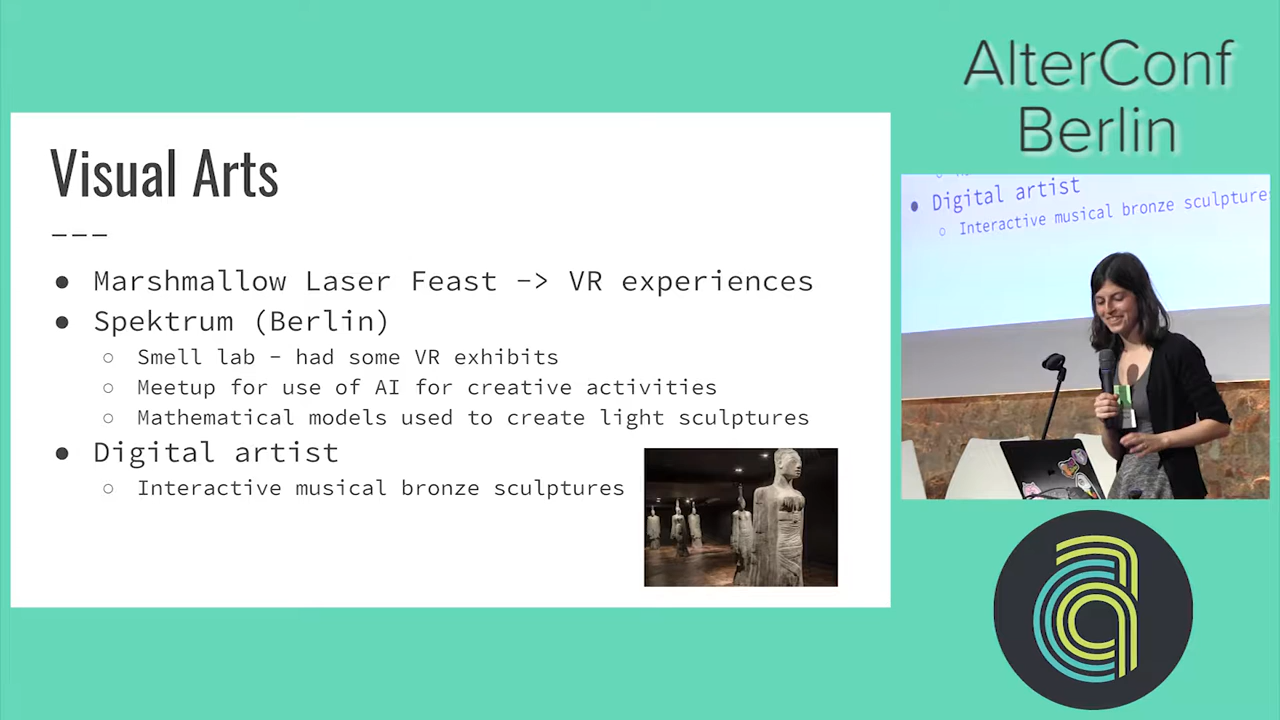 AlterConf
Berlin
Visual Arts
---
● Marshmallow Laser Feast -> VR experiences
● Spektrum (Berlin)
○ Smell lab - had some VR exhibits
○ Meetup for use of AI for creative activities
○ Mathematical models used to create light sculptures
● Digital artist
○ Interactive musical bronze sculptures
● Digital artist
○ Interactive musical bronze sculptures